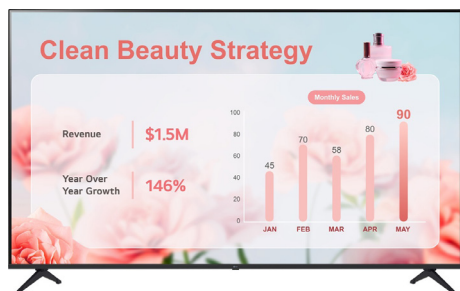 Clean Beauty Strategy
Monthly Sales
Revenue
$1.5M
Year Over
Year Growth
146%
100
80
60
40
20
0
45
70
58
80
90
JAN
FEB
MAR
APR
MAY